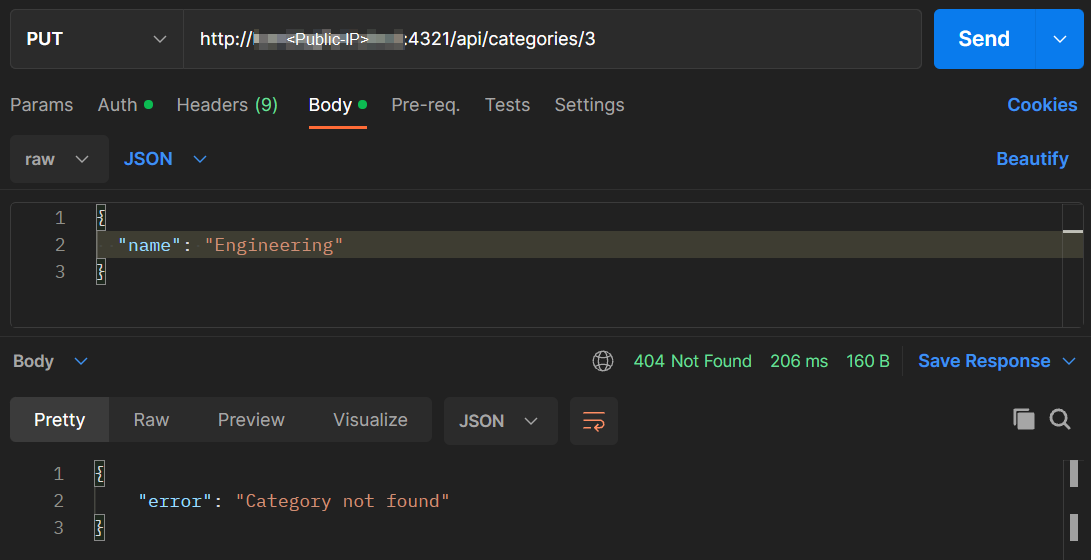 PUT http://<Public-IP>:4321/api/categories/3 Send
Params Auth Headers (9) Body Pre-req. Tests Settings Cookies
raw JSON Beautify
1 {
2 "name": "Engineering"
3 }
Body 404 Not Found 206 ms 160 B Save Response
Pretty Raw Preview Visualize JSON
1 {
2 "error": "Category not found"
3 }